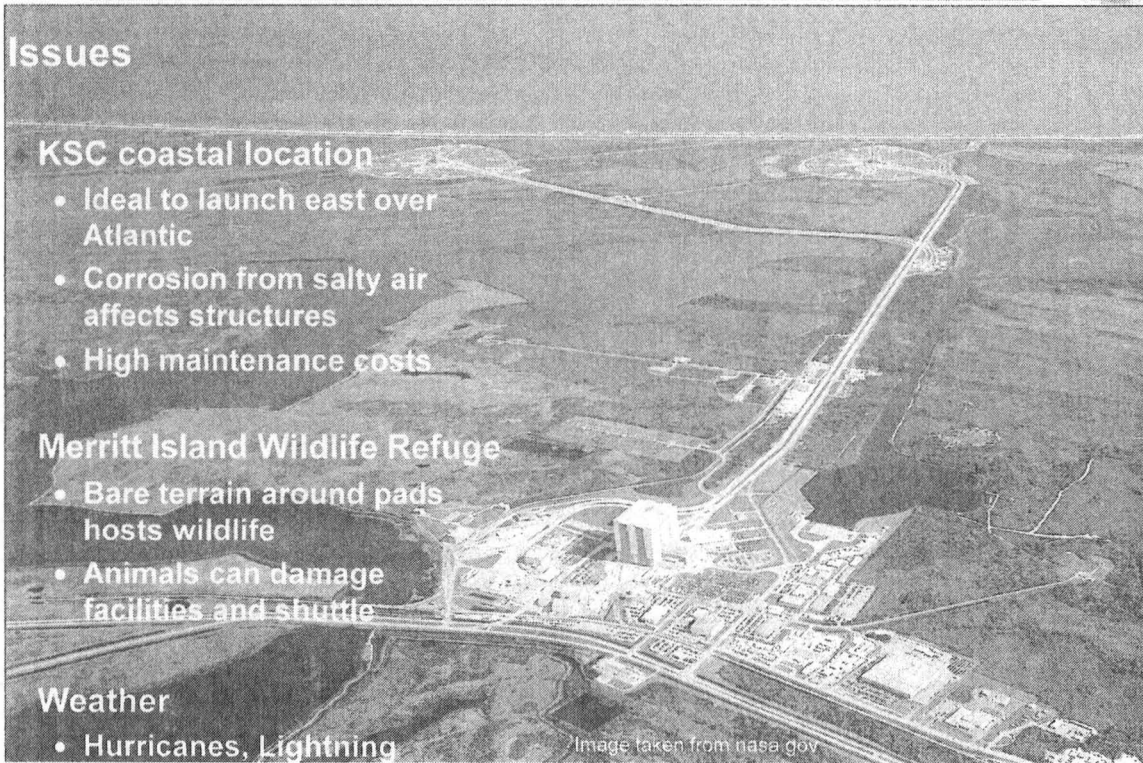 Issues
KSC coastal location
• Ideal to launch east over
Atlantic
• Corrosion from salty air
affects structures
• High maintenance costs
Merritt Island Wildlife Refuge
• Bare terrain around pads
hosts wildlife
• Animals can damage
facilities and shuttle
Weather
• Hurricanes, Lightning
Image taken from nasa gov